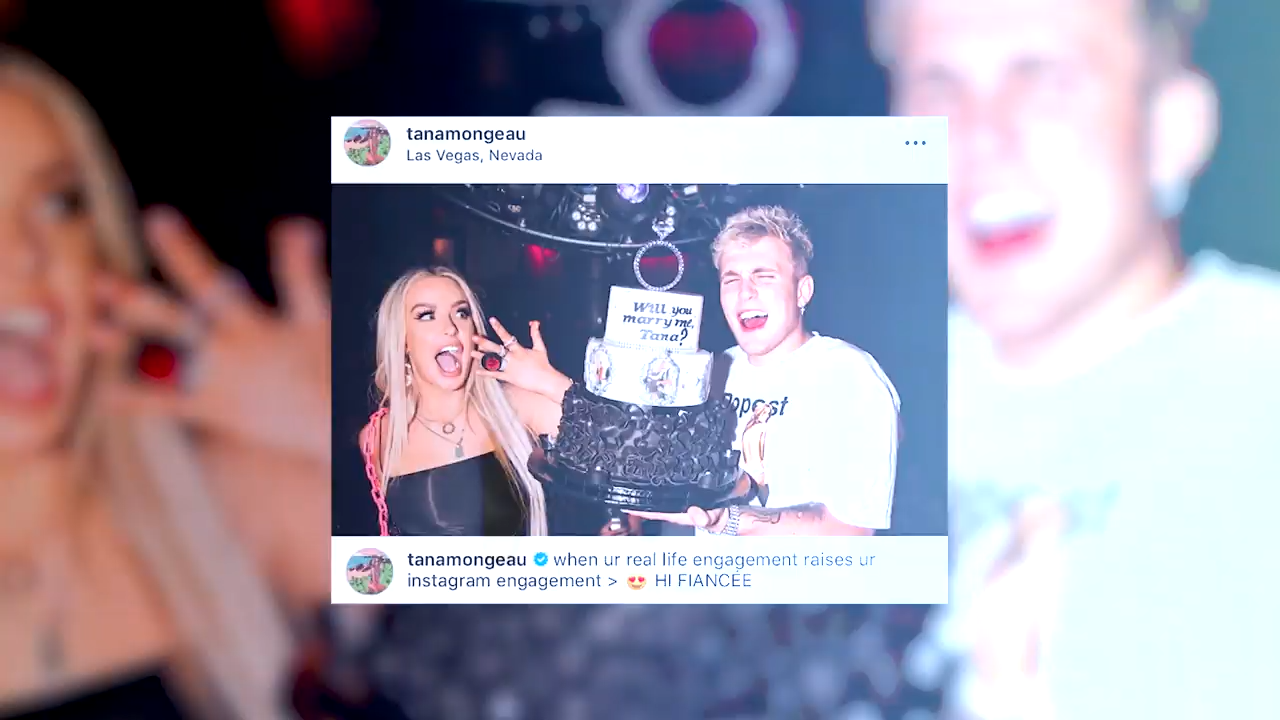 tanamongeau
Las Vegas, Nevada
Will you
marry me,
Tana?
tanamongeau when ur real life engagement raises ur
instagram engagement > 😍 HI FIANCÉE